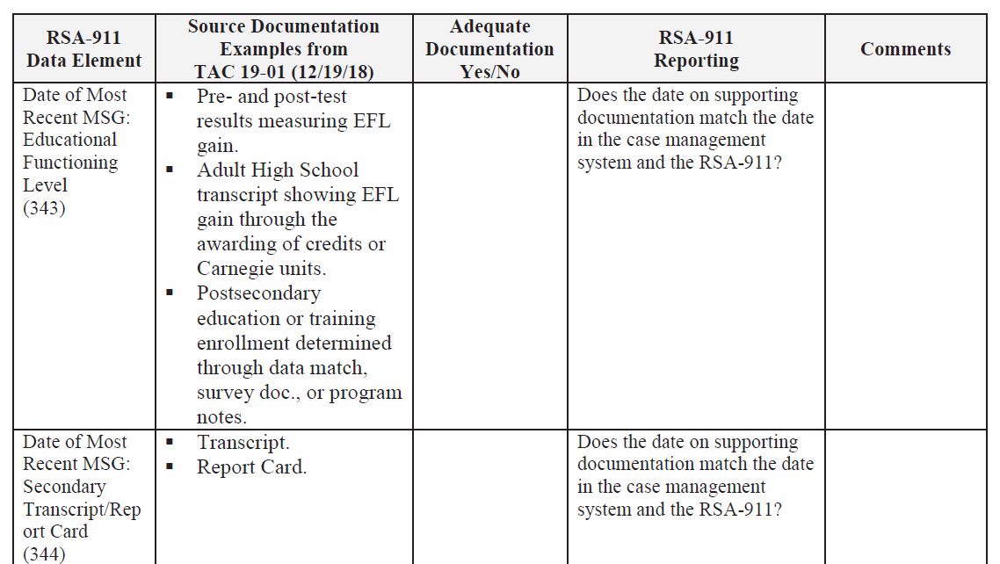 RSA-911
Data Element
Source Documentation
Examples from
TAC 19-01 (12/19/18)
Adequate
Documentation
Yes/No
RSA-911
Reporting
Comments
Date of Most
Recent MSG:
Educational
Functioning
Level
(343)
▪ Pre- and post-test
results measuring EFL
gain.
▪ Adult High School
transcript showing EFL
gain through the
awarding of credits or
Carnegie units.
▪ Postsecondary
education or training
enrollment determined
through data match,
survey doc., or program
notes.
Does the date on supporting
documentation match the date
in the case management
system and the RSA-911?
Date of Most
Recent MSG:
Secondary
Transcript/Rep
ort Card
(344)
▪ Transcript.
▪ Report Card.
Does the date on supporting
documentation match the date
in the case management
system and the RSA-911?